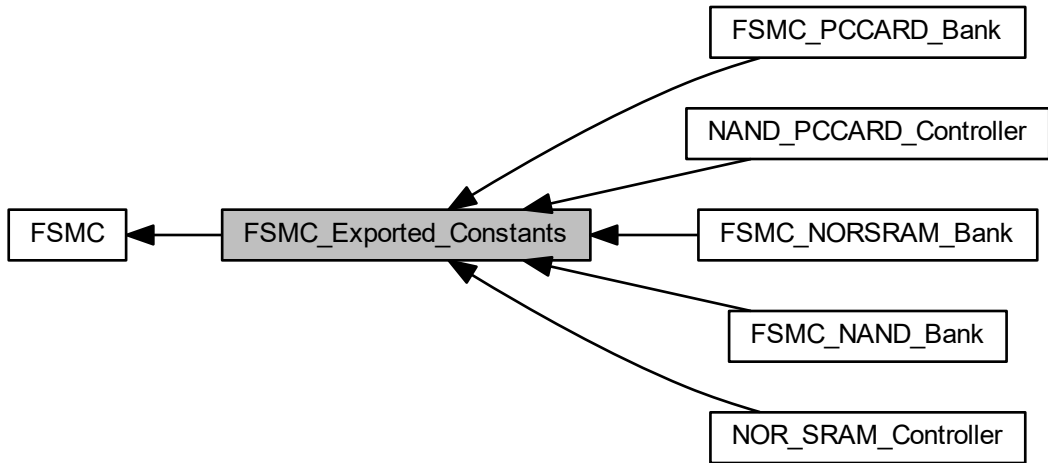 FSMC_PCCARD_Bank
NAND_PCCARD_Controller
FSMC
FSMC_Exported_Constants
FSMC_NORSRAM_Bank
FSMC_NAND_Bank
NOR_SRAM_Controller